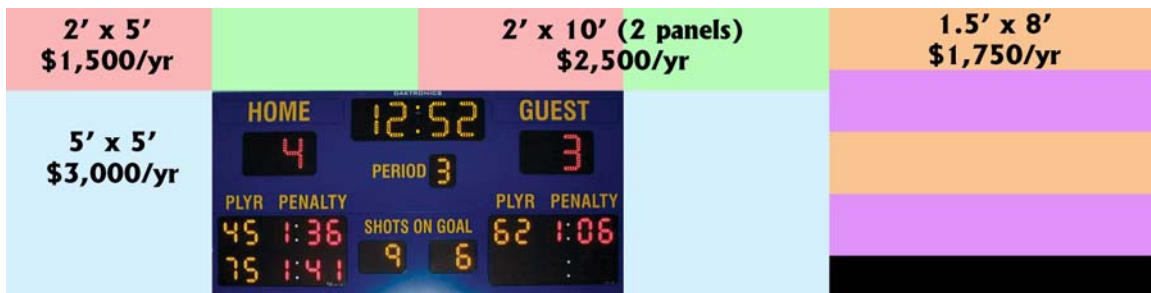 2’ x 5’
$1,500/yr
2’ x 10’ (2 panels)
$2,500/yr
1.5’ x 8’
$1,750/yr
5’ x 5’
$3,000/yr
DAKTRONICS
HOME 12:52 GUEST
4 3
PERIOD 3
PLYR PENALTY PLYR PENALTY
45 1:36 SHOTS ON GOAL 62 1:06
75 1:41 9 6 :